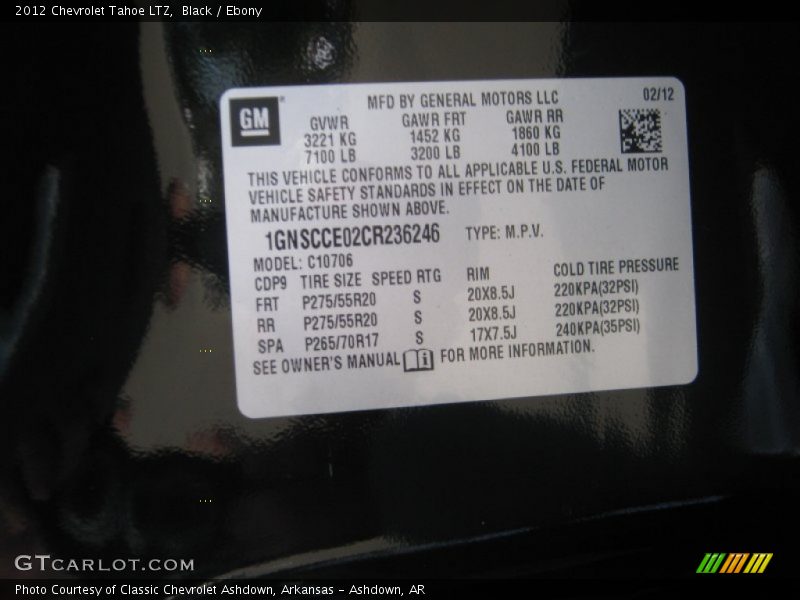 2012 Chevrolet Tahoe LTZ, Black / Ebony
GM
MFD BY GENERAL MOTORS LLC
02/12
GVWR GAWR FRT GAWR RR
3221 KG 1452 KG 1860 KG
7100 LB 3200 LB 4100 LB
THIS VEHICLE CONFORMS TO ALL APPLICABLE U.S. FEDERAL MOTOR
VEHICLE SAFETY STANDARDS IN EFFECT ON THE DATE OF
MANUFACTURE SHOWN ABOVE.
1GNSCCE02CR236246 TYPE: M.P.V.
MODEL: C10706
CDP9 TIRE SIZE SPEED RTG RIM COLD TIRE PRESSURE
FRT P275/55R20 S 20X8.5J 220KPA(32PSI)
RR P275/55R20 S 20X8.5J 220KPA(32PSI)
SPA P265/70R17 S 17X7.5J 240KPA(35PSI)
SEE OWNER'S MANUAL i FOR MORE INFORMATION.
GTCARLOT.COM
Photo Courtesy of Classic Chevrolet Ashdown, Arkansas - Ashdown, AR